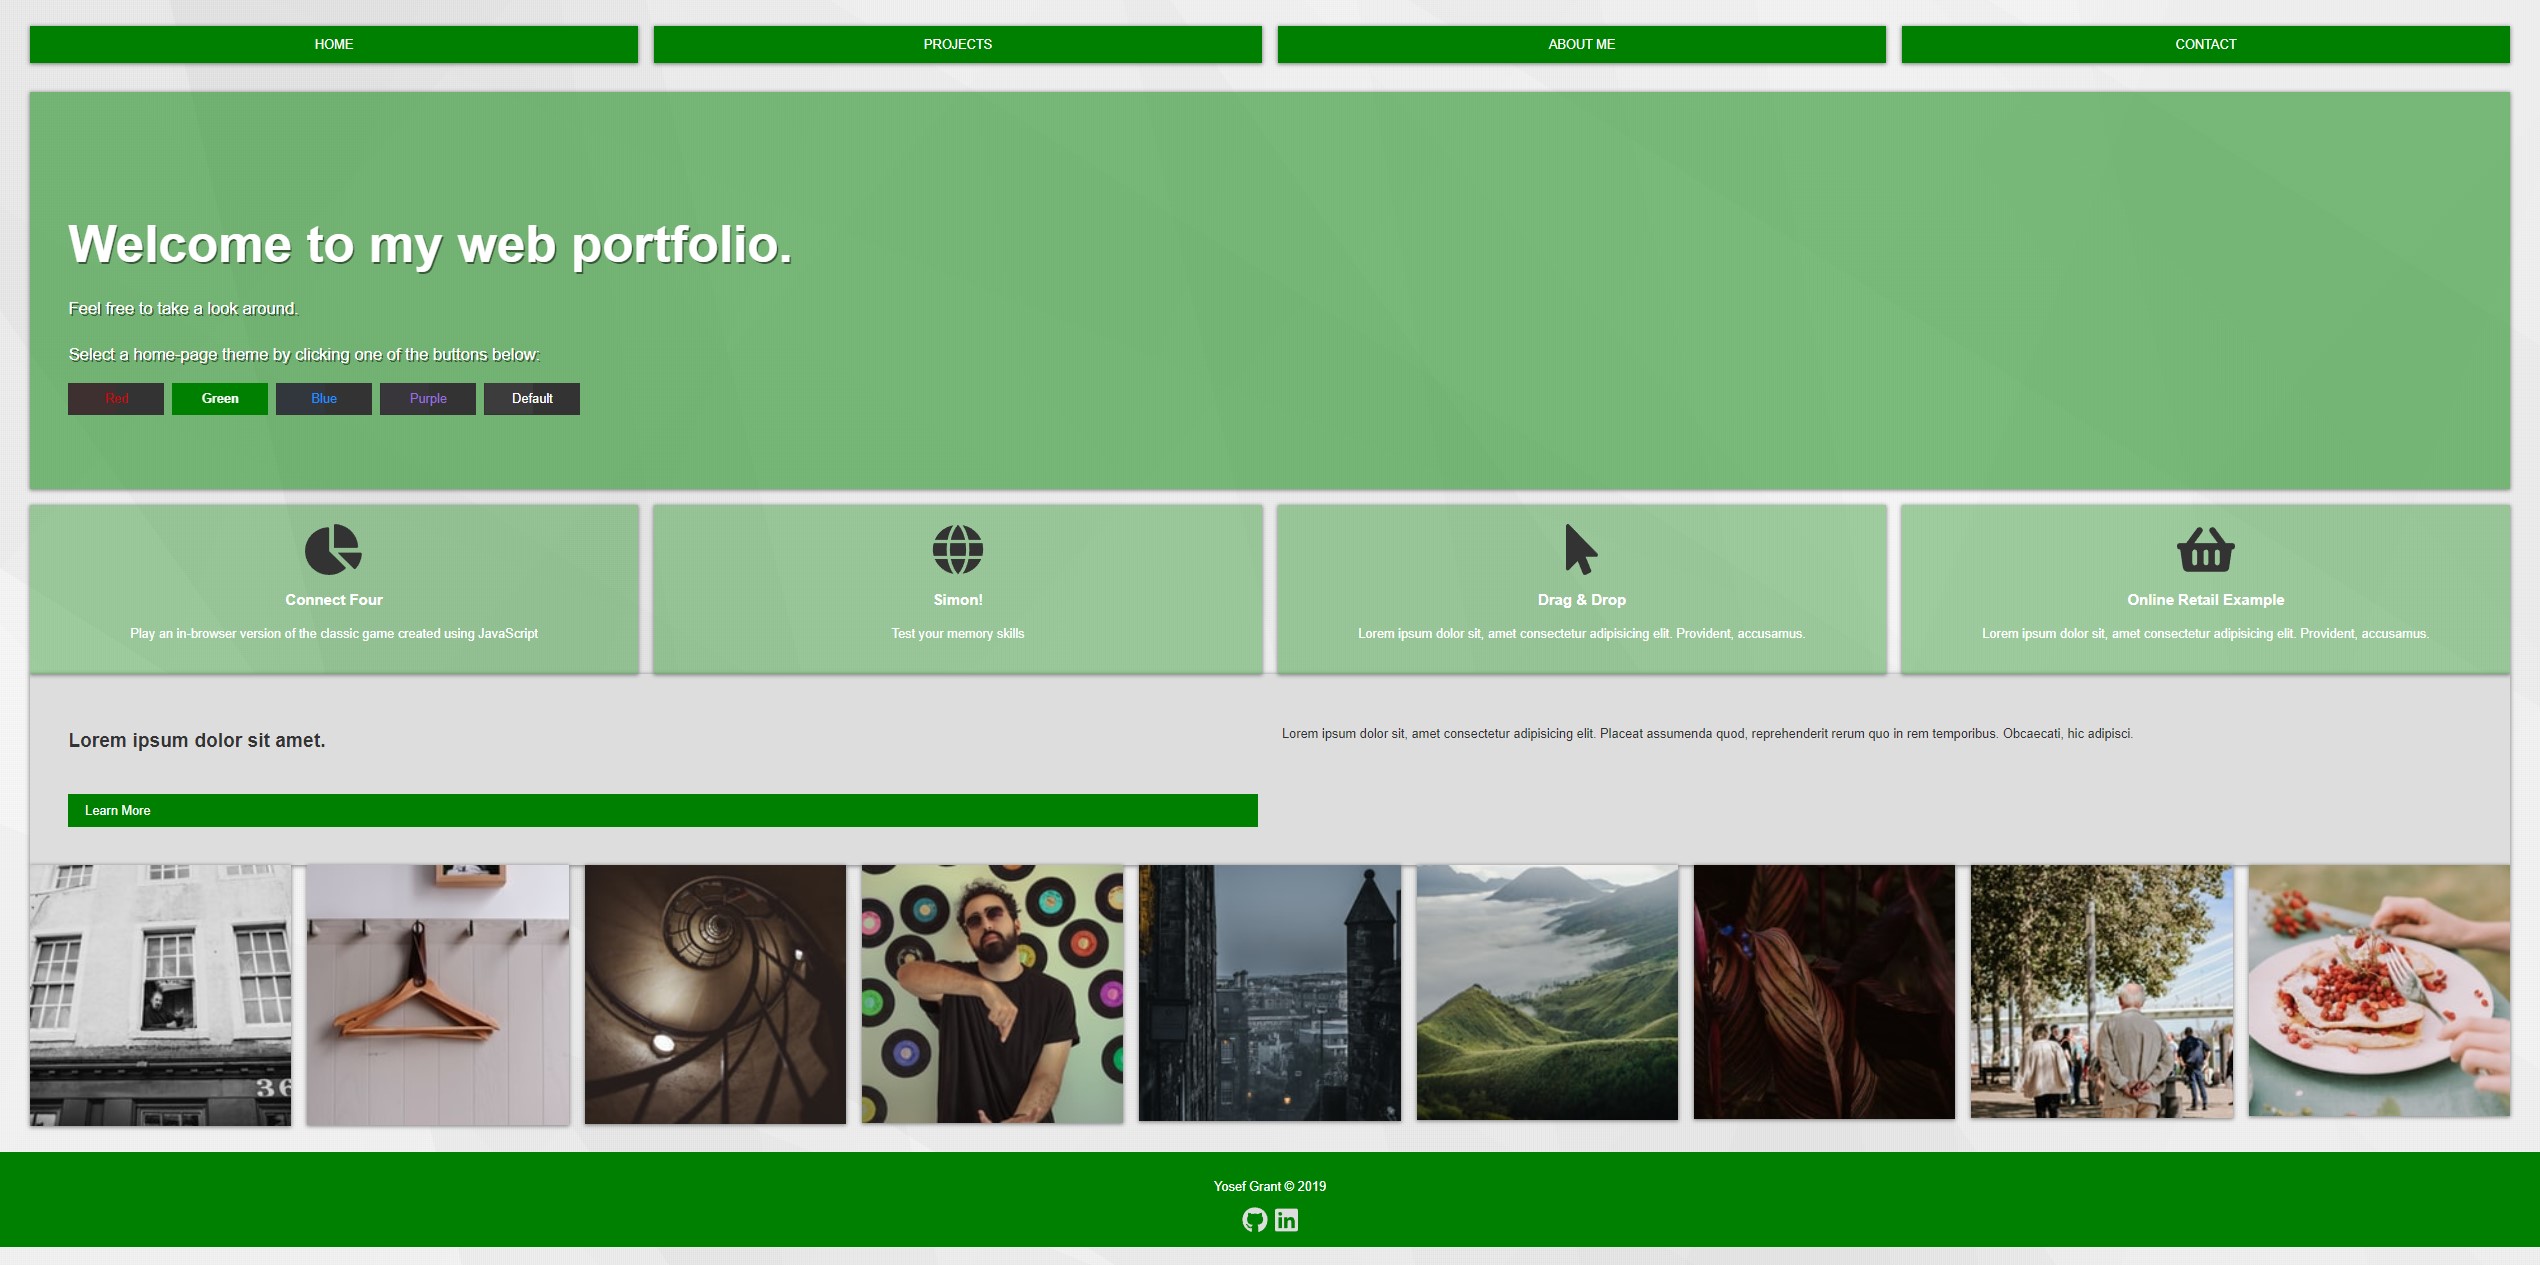 HOME
PROJECTS
ABOUT ME
CONTACT
Welcome to my web portfolio.
Feel free to take a look around.
Select a home-page theme by clicking one of the buttons below:
Red
Green
Blue
Purple
Default
Connect Four
Play an in-browser version of the classic game created using JavaScript
Simon!
Test your memory skills
Drag & Drop
Lorem ipsum dolor sit, amet consectetur adipisicing elit. Provident, accusamus.
Online Retail Example
Lorem ipsum dolor sit, amet consectetur adipisicing elit. Provident, accusamus.
Lorem ipsum dolor sit amet.
Lorem ipsum dolor sit, amet consectetur adipisicing elit. Placeat assumenda quod, reprehenderit rerum quo in rem temporibus. Obcaecati, hic adipisci.
Learn More
36
Yosef Grant © 2019
in